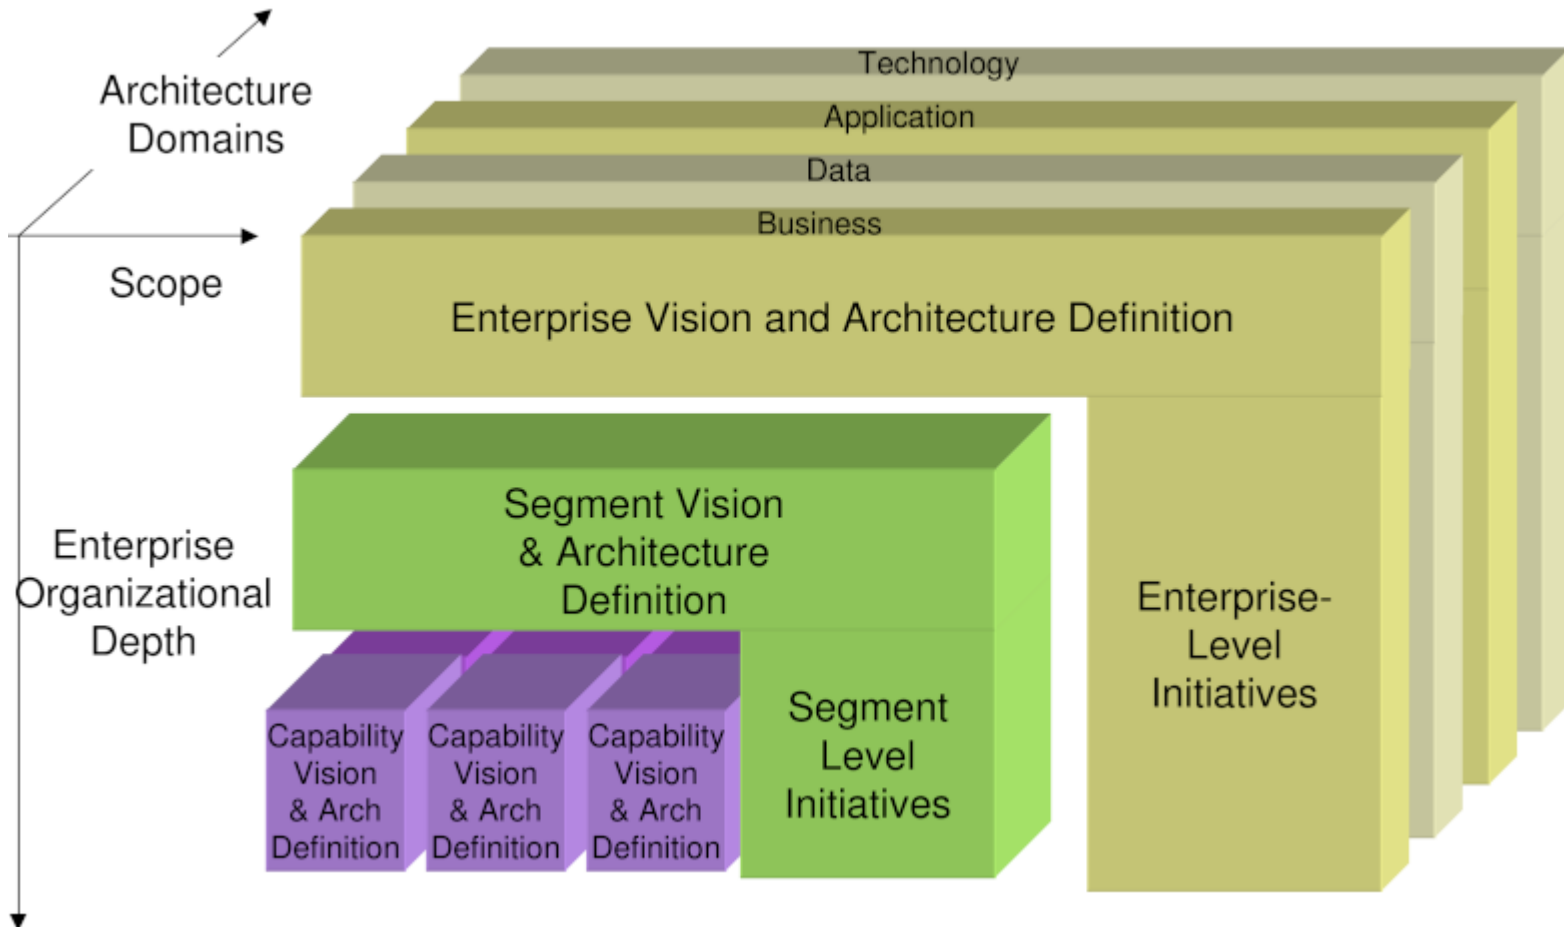 Architecture
Domains
Technology
Application
Data
Business
Scope
Enterprise Vision and Architecture Definition
Segment Vision
& Architecture
Definition
Enterprise
Organizational
Depth
Enterprise-
Level
Initiatives
Segment
Level
Initiatives
Capability
Vision
& Arch
Definition
Capability
Vision
& Arch
Definition
Capability
Vision
& Arch
Definition